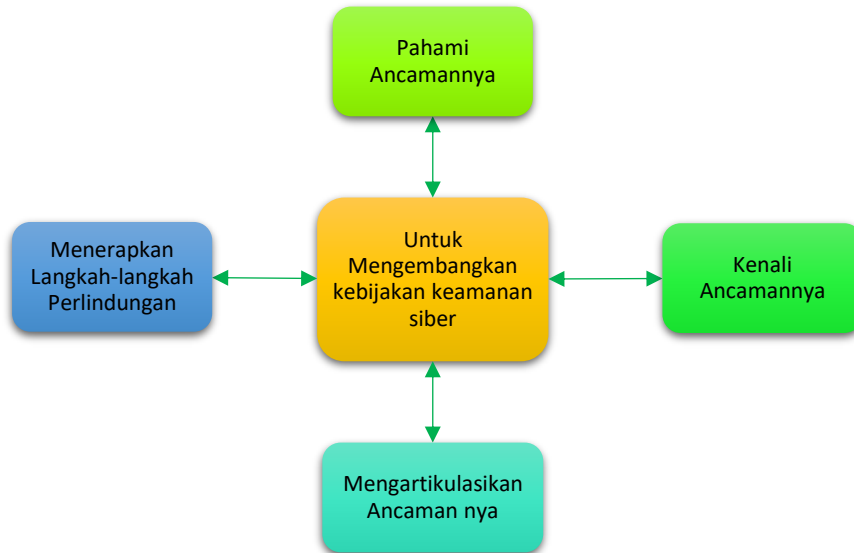 Pahami
Ancamannya
Menerapkan
Langkah-langkah
Perlindungan
Untuk
Mengembangkan
kebijakan keamanan
siber
Kenali
Ancamannya
Mengartikulasikan
Ancaman nya